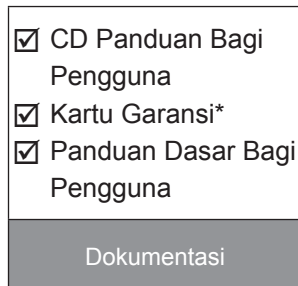 ☑ CD Panduan Bagi
Pengguna
☑ Kartu Garansi*
☑ Panduan Dasar Bagi
Pengguna
Dokumentasi